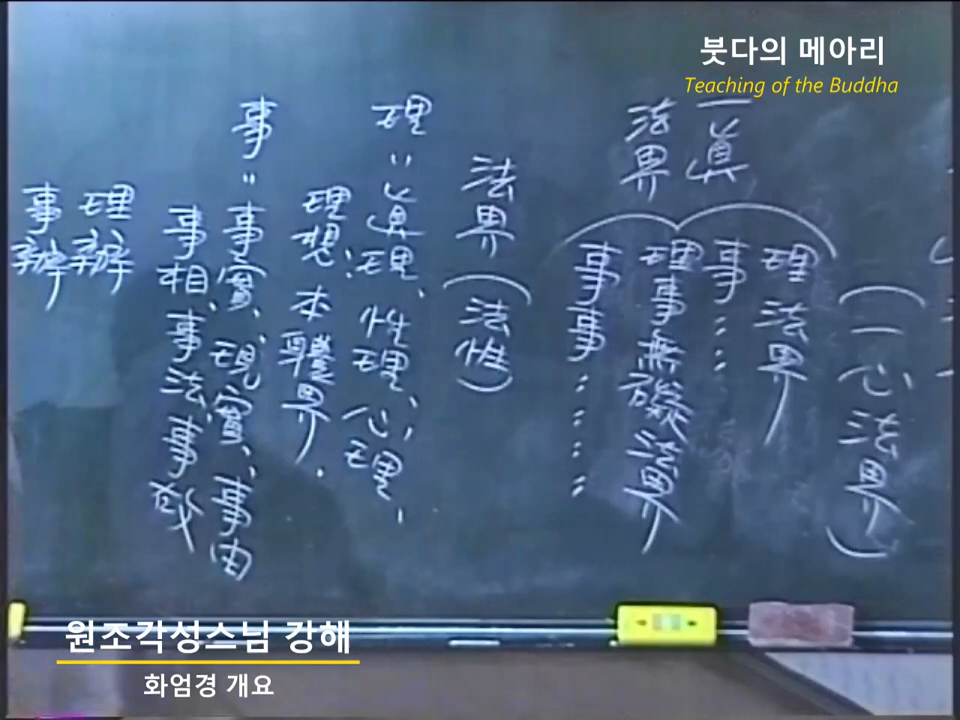 붓다의 메아리
Teaching of the Buddha
(一心法界)
一眞
法界
理法界
事〃〃〃
理事無礙法界
事事〃〃〃〃
法界(法性)
理〃眞理、性理、心理、
理想、本體界.
事〃事實、現實、事由
事相、事法、事
理辦
事辦
원조각성스님 강해
화엄경 개요